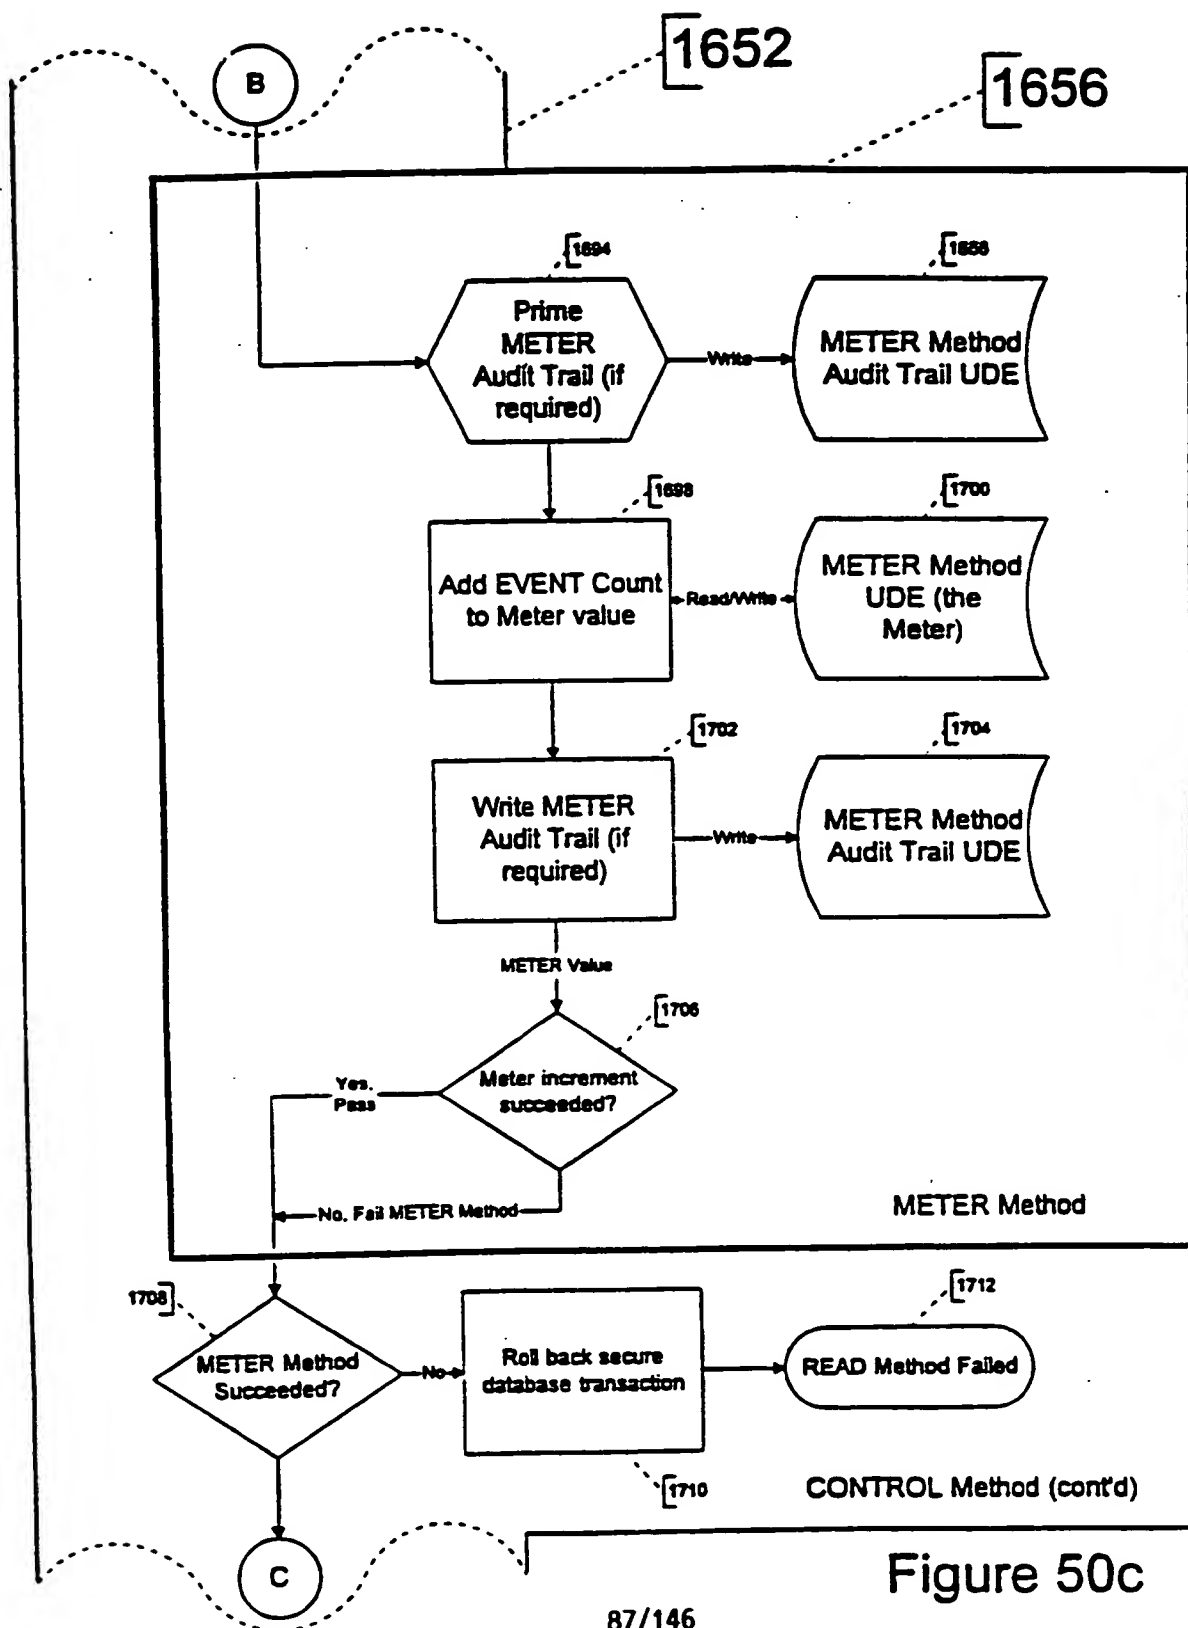 1652
B
1656
1694
Prime
METER
Audit Trail (if
required)
Write
METER Method
Audit Trail UDE
1698
1700
Add EVENT Count
to Meter value
Read/Write
METER Method
UDE (the
Meter)
1702
1704
Write METER
Audit Trail (if
required)
Write
METER Method
Audit Trail UDE
METER Value
1706
Meter increment
succeeded?
Yes.
Pass
No. Fail METER Method
METER Method
1708
1712
METER Method
Succeeded?
No
Roll back secure
database transaction
READ Method Failed
1710
CONTROL Method (cont'd)
C
Figure 50c
87/146